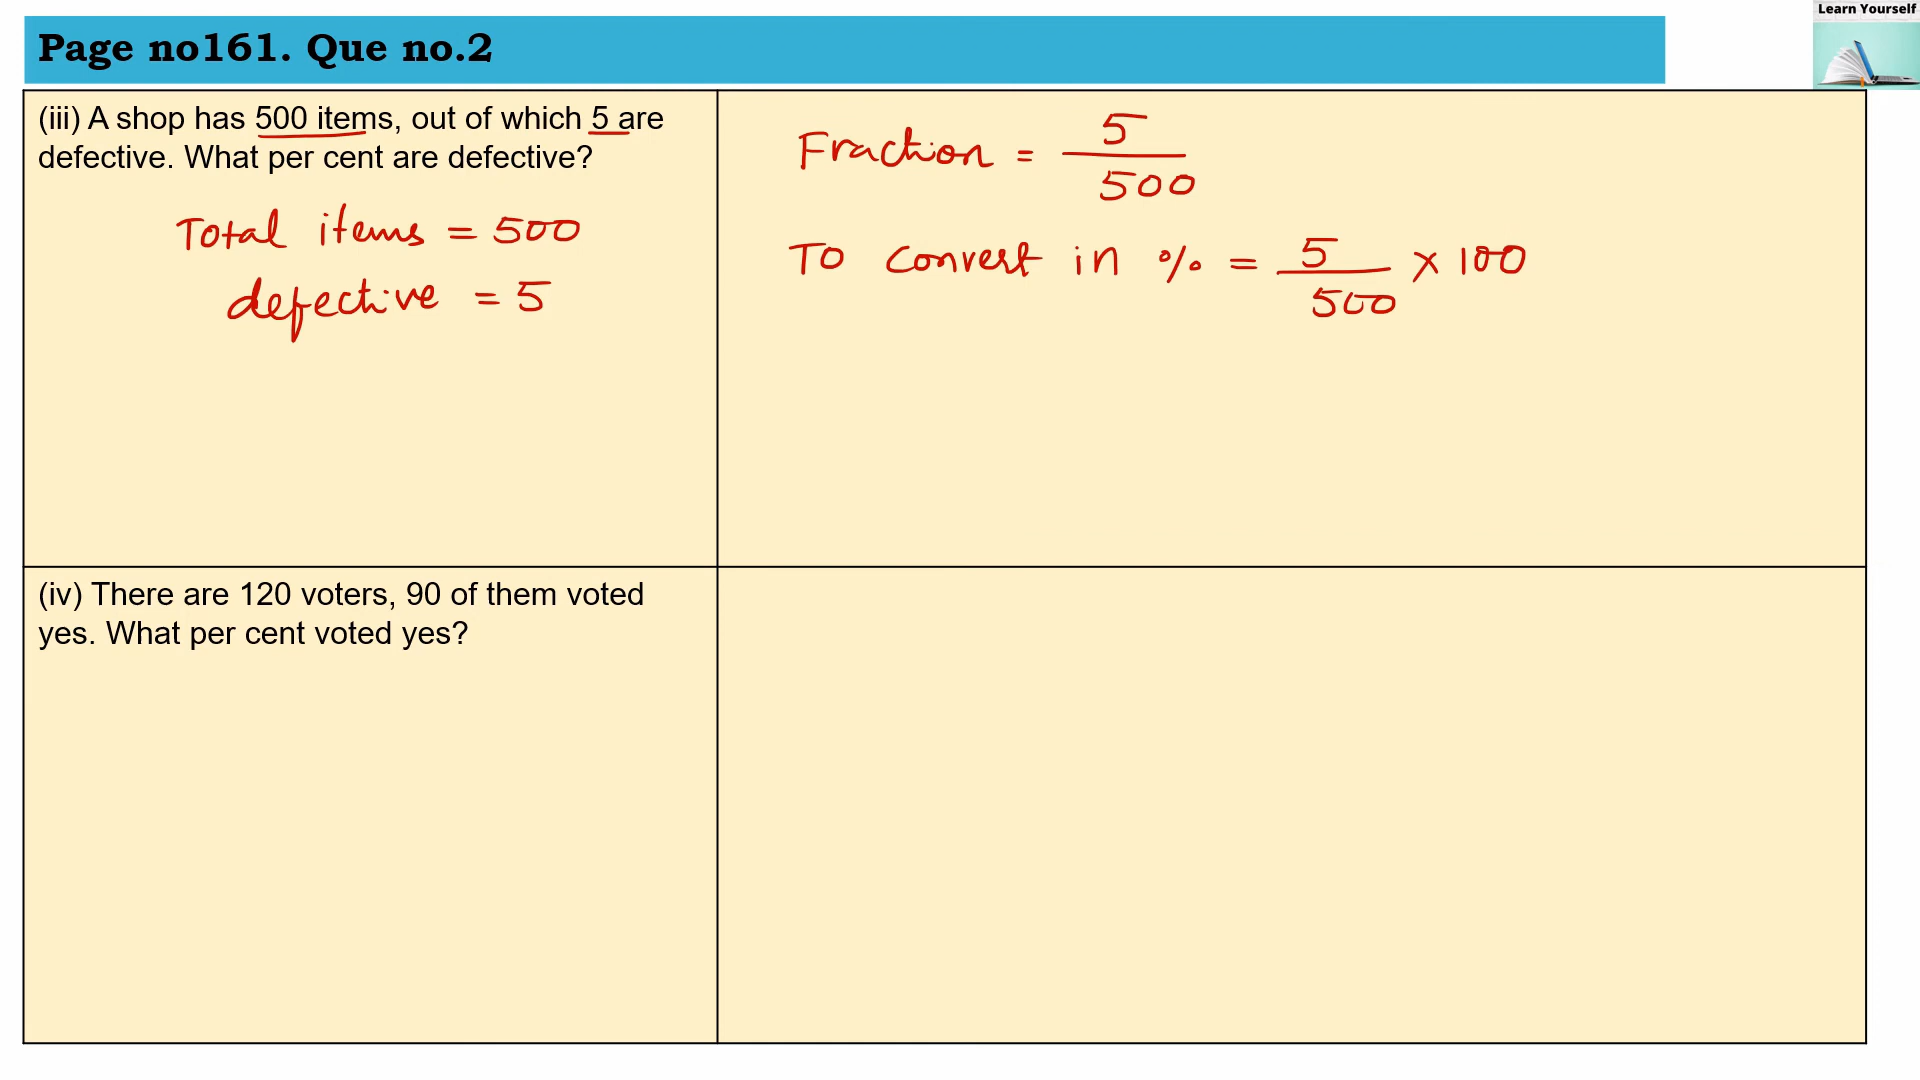 Learn Yourself
Page no161. Que no.2
(iii) A shop has 500 items, out of which 5 are
defective. What per cent are defective?
Total items = 500
defective = 5
Fraction = 5/500
To convert in % = 5/500 × 100
(iv) There are 120 voters, 90 of them voted
yes. What per cent voted yes?